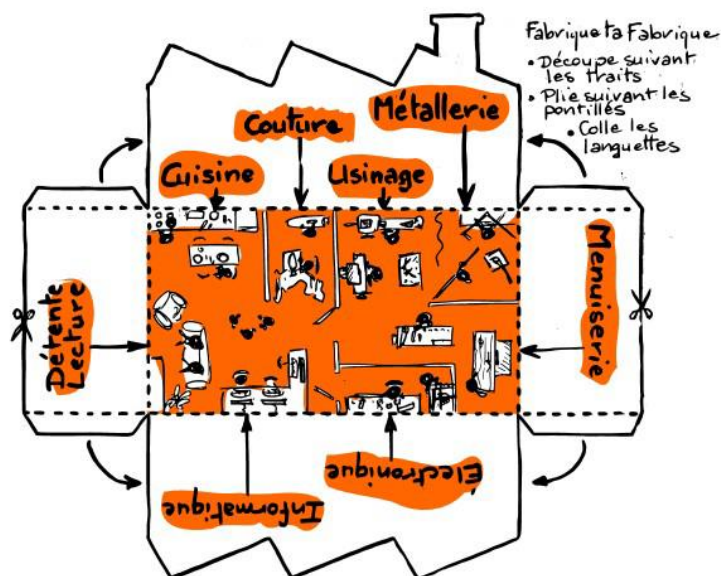 Fabrique ta Fabrique
• Découpe suivant
les traits
• Plie suivant les
pontillés
• Colle les
languettes
Métallerie
Couture
Cuisine
Usinage
Menuiserie
Détente
Lecture
Électronique
Informatique